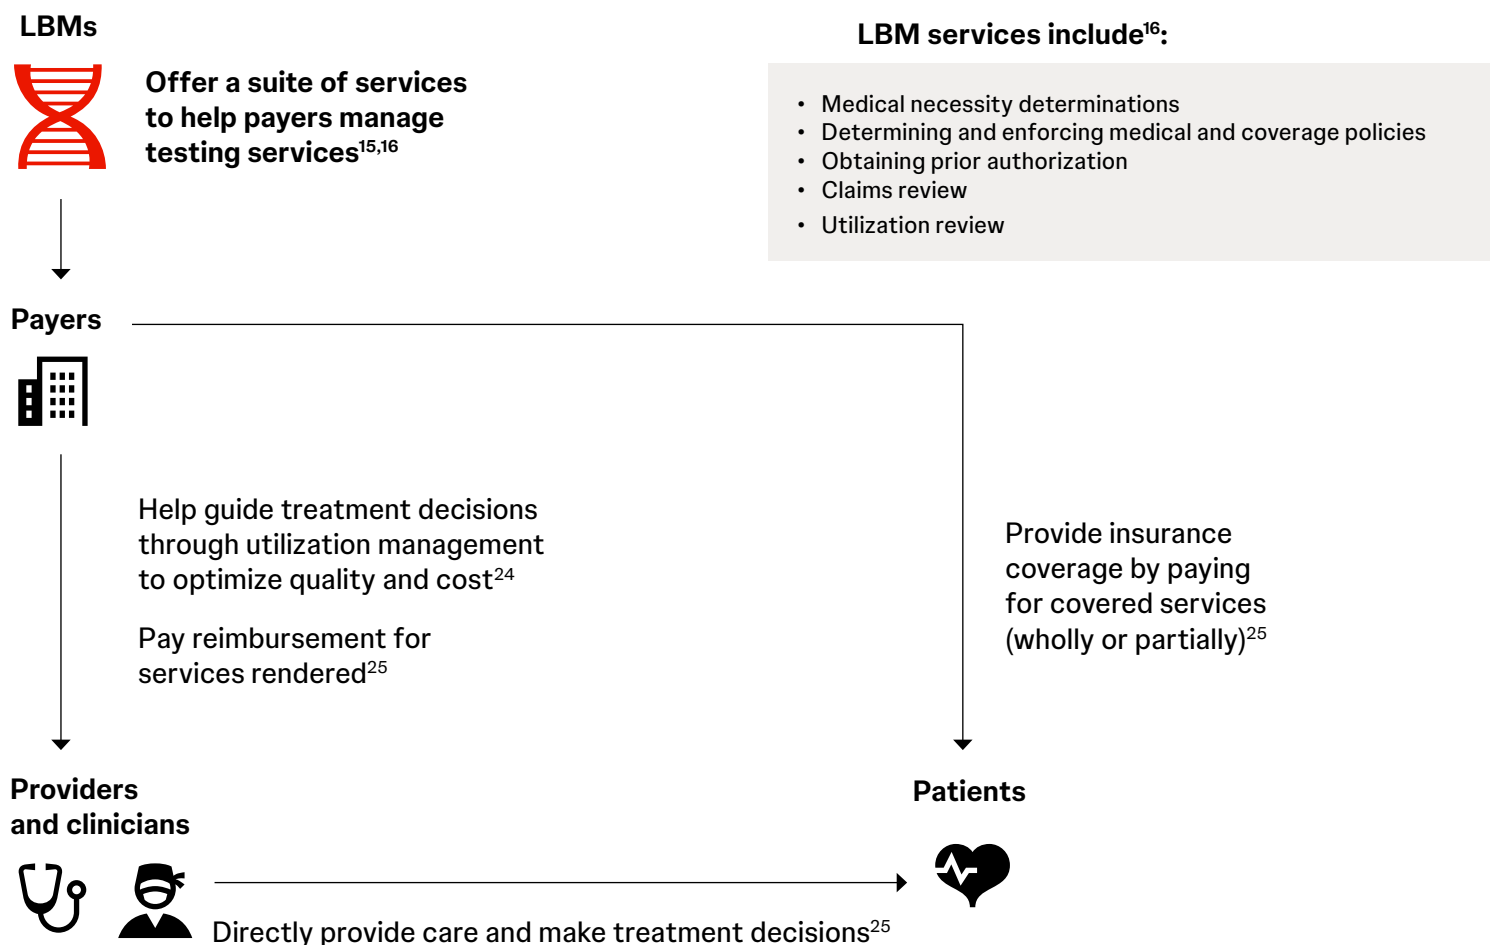 LBMs
Offer a suite of services
to help payers manage
testing services15,16
LBM services include16:
• Medical necessity determinations
• Determining and enforcing medical and coverage policies
• Obtaining prior authorization
• Claims review
• Utilization review
Payers
Help guide treatment decisions
through utilization management
to optimize quality and cost24
Pay reimbursement for
services rendered25
Provide insurance
coverage by paying
for covered services
(wholly or partially)25
Providers
and clinicians
Patients
Directly provide care and make treatment decisions25